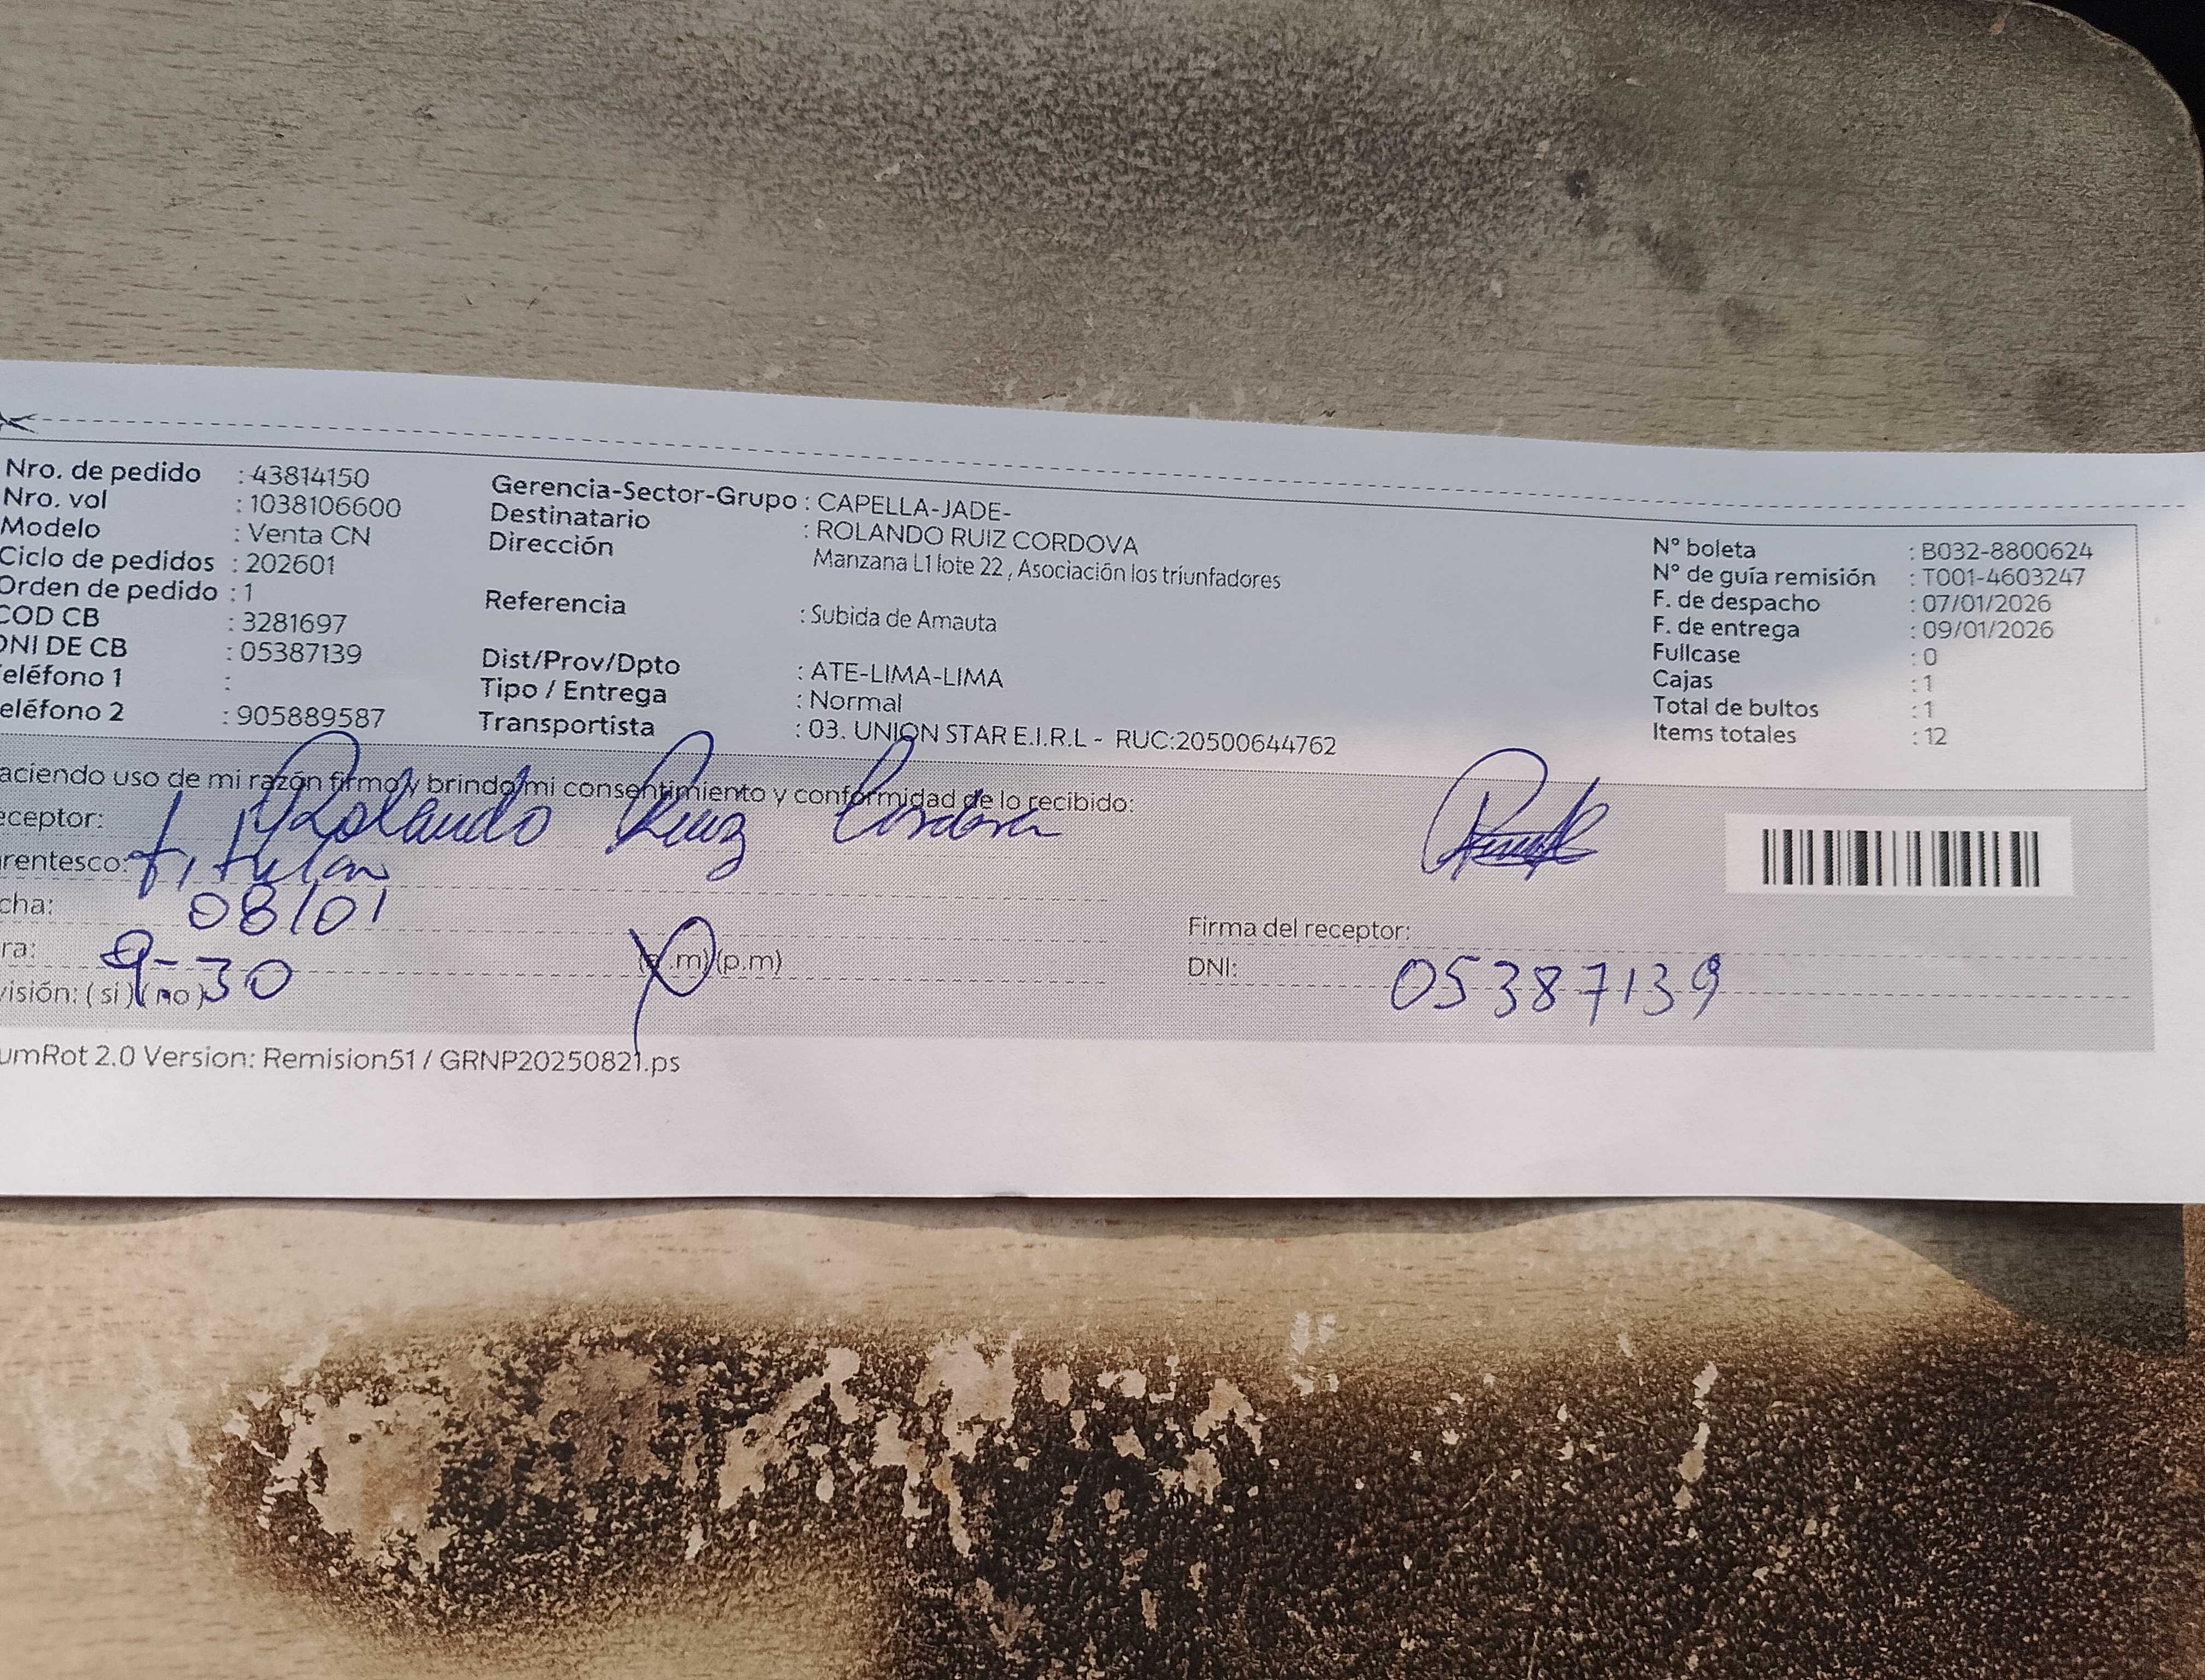 Nro. de pedido : 43814150
Nro. vol : 1038106600
Modelo : Venta CN
Ciclo de pedidos : 202601
Orden de pedido : 1
COD CB : 3281697
DNI DE CB : 05387139
eléfono 1 :
eléfono 2 : 905889587
Gerencia-Sector-Grupo : CAPELLA-JADE-
Destinatario : ROLANDO RUIZ CORDOVA
Dirección Manzana L1 lote 22 , Asociación los triunfadores
Referencia : Subida de Amauta
Dist/Prov/Dpto : ATE-LIMA-LIMA
Tipo / Entrega : Normal
Transportista : 03. UNION STAR E.I.R.L - RUC:20500644762
N° boleta : B032-8800624
N° de guía remisión : T001-4603247
F. de despacho : 07/01/2026
F. de entrega : 09/01/2026
Fullcase : 0
Cajas : 1
Total de bultos : 1
Items totales : 12
aciendo uso de mi razón firmo y brindo mi consentimiento y conformidad de lo recibido:
eceptor: Rolando Ruiz Cordova
rentesco: titular
cha: 08/01
ra: 9-30 (a.m) (p.m)
visión: ( si ) ( no )
Firma del receptor:
DNI: 05387139
umRot 2.0 Version: Remision51 / GRNP20250821.ps